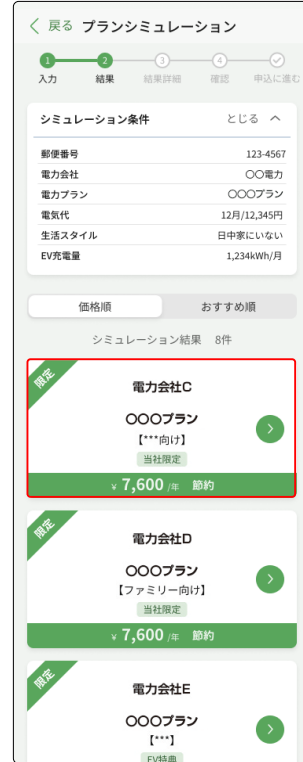 戻る プランシミュレーション
1 2 3 4
入力 結果 結果詳細 確認 申込に進む
シミュレーション条件 とじる
郵便番号 123-4567
電力会社 〇〇電力
電力プラン 〇〇〇プラン
電気代 12月/12,345円
生活スタイル 日中家にいない
EV充電量 1,234kWh/月
価格順 おすすめ順
シミュレーション結果 8件
限定
電力会社C
〇〇〇プラン
【***向け】
当社限定
¥ 7,600 /年 節約
限定
電力会社D
〇〇〇プラン
【ファミリー向け】
当社限定
¥ 7,600 /年 節約
限定
電力会社E
〇〇〇プラン
【***】
EV特典